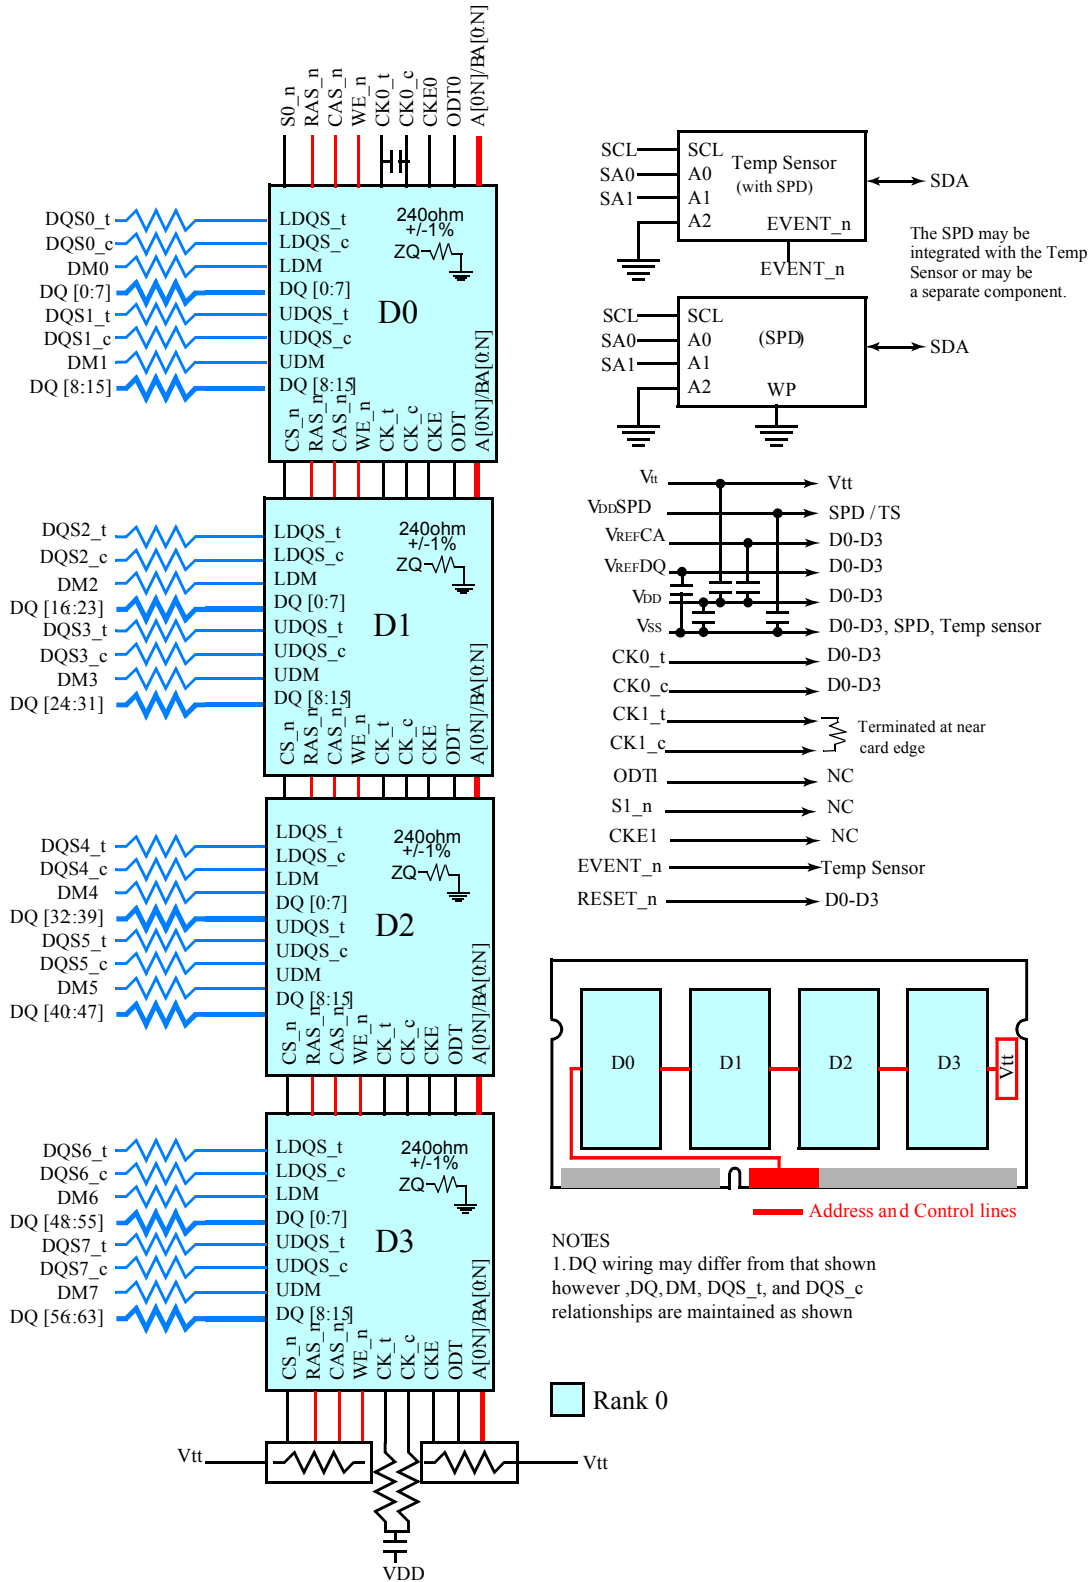 S0_n
RAS_n
CAS_n
WE_n
CK0_t
CK0_c
CKE0
ODT0
A[0N]/BA[0:N]
DQS0_t
DQS0_c
DM0
DQ [0:7]
DQS1_t
DQS1_c
DM1
DQ [8:15]
LDQS_t
LDQS_c
LDM
DQ [0:7]
UDQS_t
UDQS_c
UDM
DQ [8:15]
240ohm
+/-1%
ZQ
D0
CS_n
RAS_n
CAS_n
WE_n
CK_t
CK_c
CKE
ODT
A[0N]/BA[0:N]
DQS2_t
DQS2_c
DM2
DQ [16:23]
DQS3_t
DQS3_c
DM3
DQ [24:31]
LDQS_t
LDQS_c
LDM
DQ [0:7]
UDQS_t
UDQS_c
UDM
DQ [8:15]
240ohm
+/-1%
ZQ
D1
CS_n
RAS_n
CAS_n
WE_n
CK_t
CK_c
CKE
ODT
A[0N]/BA[0:N]
DQS4_t
DQS4_c
DM4
DQ [32:39]
DQS5_t
DQS5_c
DM5
DQ [40:47]
LDQS_t
LDQS_c
LDM
DQ [0:7]
UDQS_t
UDQS_c
UDM
DQ [8:15]
240ohm
+/-1%
ZQ
D2
CS_n
RAS_n
CAS_n
WE_n
CK_t
CK_c
CKE
ODT
A[0N]/BA[0:N]
DQS6_t
DQS6_c
DM6
DQ [48:55]
DQS7_t
DQS7_c
DM7
DQ [56:63]
LDQS_t
LDQS_c
LDM
DQ [0:7]
UDQS_t
UDQS_c
UDM
DQ [8:15]
240ohm
+/-1%
ZQ
D3
CS_n
RAS_n
CAS_n
WE_n
CK_t
CK_c
CKE
ODT
A[0N]/BA[0:N]
Vtt
Vtt
VDD
SCL
SA0
SA1
SCL
A0
A1
A2
Temp Sensor
(with SPD)
EVENT_n
EVENT_n
SDA
The SPD may be
integrated with the Temp
Sensor or may be
a separate component.
SCL
SA0
SA1
SCL
A0
A1
A2
(SPD)
WP
SDA
Vtt Vtt
VDDSPD SPD / TS
VREFCA D0-D3
VREFDQ D0-D3
VDD D0-D3
VSS D0-D3, SPD, Temp sensor
CK0_t D0-D3
CK0_c D0-D3
CK1_t
CK1_c
Terminated at near
card edge
ODT1 NC
S1_n NC
CKE1 NC
EVENT_n Temp Sensor
RESET_n D0-D3
D0
D1
D2
D3
Vtt
Address and Control lines
NOTES
1. DQ wiring may differ from that shown
however ,DQ, DM, DQS_t, and DQS_c
relationships are maintained as shown
Rank 0